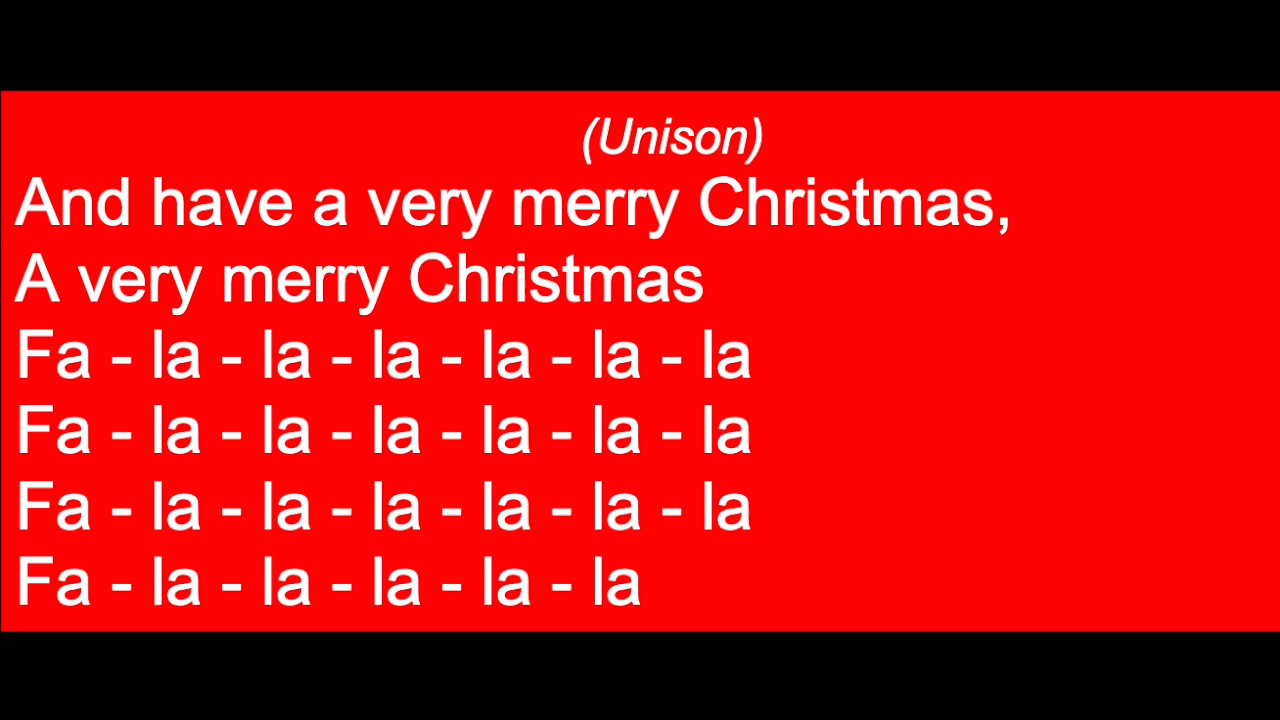 (Unison)
And have a very merry Christmas,
A very merry Christmas
Fa - la - la - la - la - la - la
Fa - la - la - la - la - la - la
Fa - la - la - la - la - la - la
Fa - la - la - la - la - la